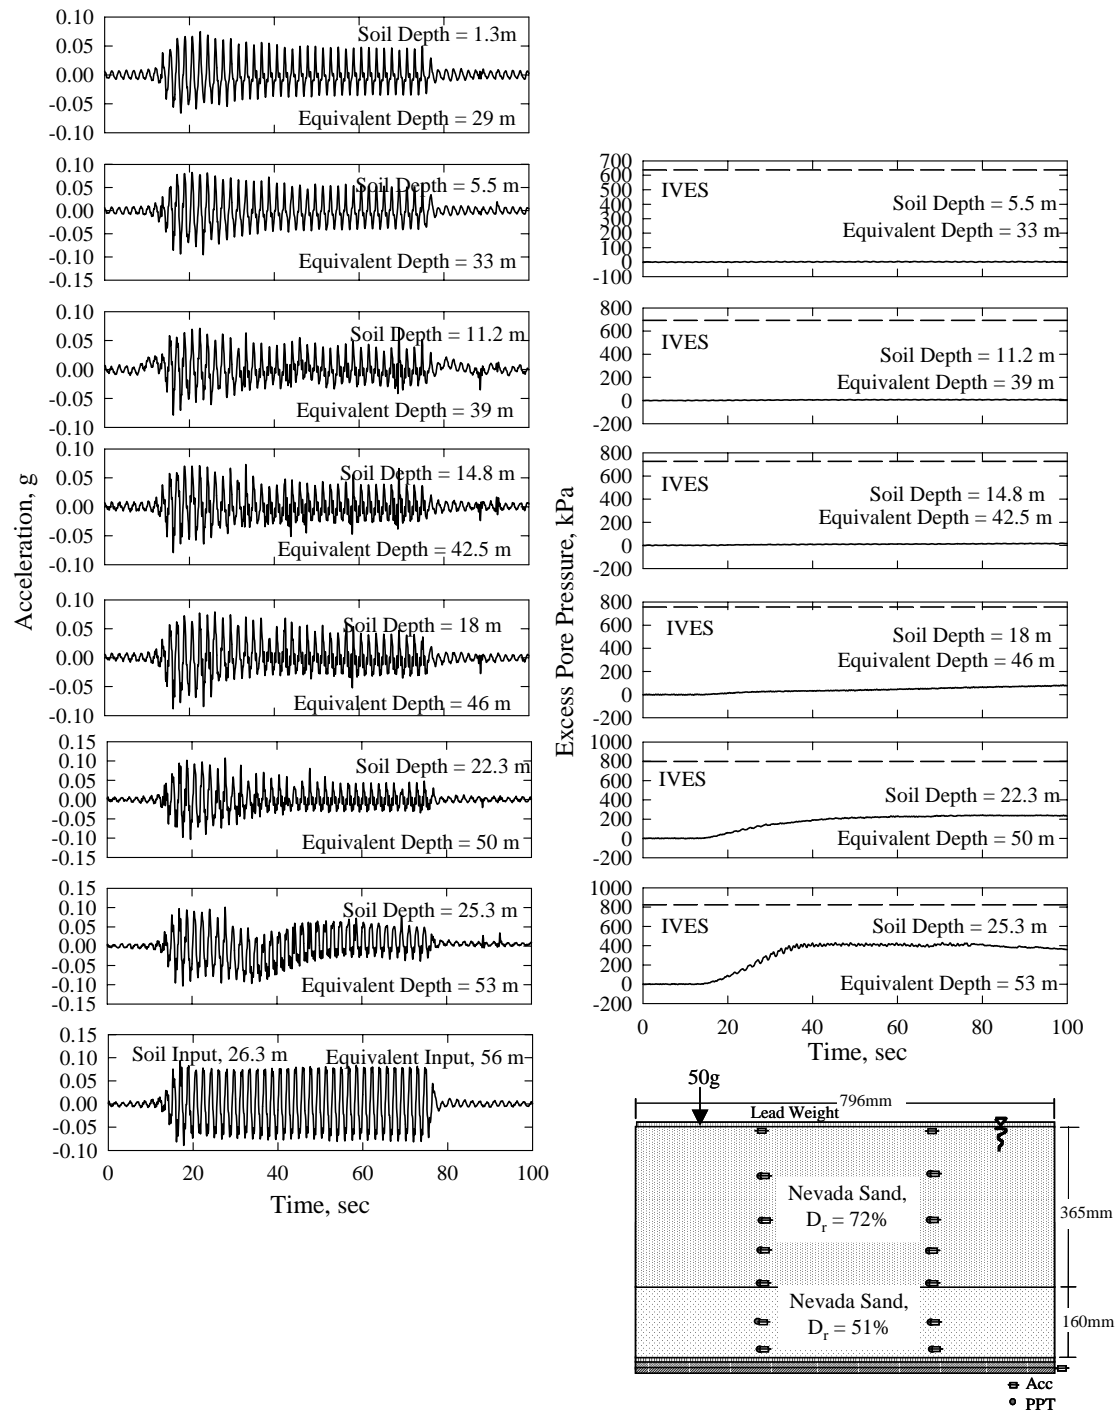 Acceleration, g
0.10
0.05
0.00
-0.05
-0.10
Soil Depth = 1.3m
Equivalent Depth = 29 m
0.10
0.05
0.00
-0.05
-0.10
-0.15
Soil Depth = 5.5 m
Equivalent Depth = 33 m
0.10
0.05
0.00
-0.05
-0.10
Soil Depth = 11.2 m
Equivalent Depth = 39 m
0.10
0.05
0.00
-0.05
-0.10
Soil Depth = 14.8 m
Equivalent Depth = 42.5 m
0.10
0.05
0.00
-0.05
-0.10
Soil Depth = 18 m
Equivalent Depth = 46 m
0.15
0.10
0.05
0.00
-0.05
-0.10
-0.15
Soil Depth = 22.3 m
Equivalent Depth = 50 m
0.15
0.10
0.05
0.00
-0.05
-0.10
-0.15
Soil Depth = 25.3 m
Equivalent Depth = 53 m
0.15
0.10
0.05
0.00
-0.05
-0.10
Soil Input, 26.3 m
Equivalent Input, 56 m
0 20 40 60 80 100
Time, sec
Excess Pore Pressure, kPa
700
600
500
400
300
200
100
0
-100
IVES
Soil Depth = 5.5 m
Equivalent Depth = 33 m
800
600
400
200
0
-200
IVES
Soil Depth = 11.2 m
Equivalent Depth = 39 m
800
600
400
200
0
-200
IVES
Soil Depth = 14.8 m
Equivalent Depth = 42.5 m
800
600
400
200
0
-200
IVES
Soil Depth = 18 m
Equivalent Depth = 46 m
1000
800
600
400
200
0
-200
IVES
Soil Depth = 22.3 m
Equivalent Depth = 50 m
1000
800
600
400
200
0
-200
IVES
Soil Depth = 25.3 m
Equivalent Depth = 53 m
0 20 40 60 80 100
Time, sec
50g
796mm
Lead Weight
Nevada Sand,
D_r = 72%
365mm
Nevada Sand,
D_r = 51%
160mm
Acc
PPT